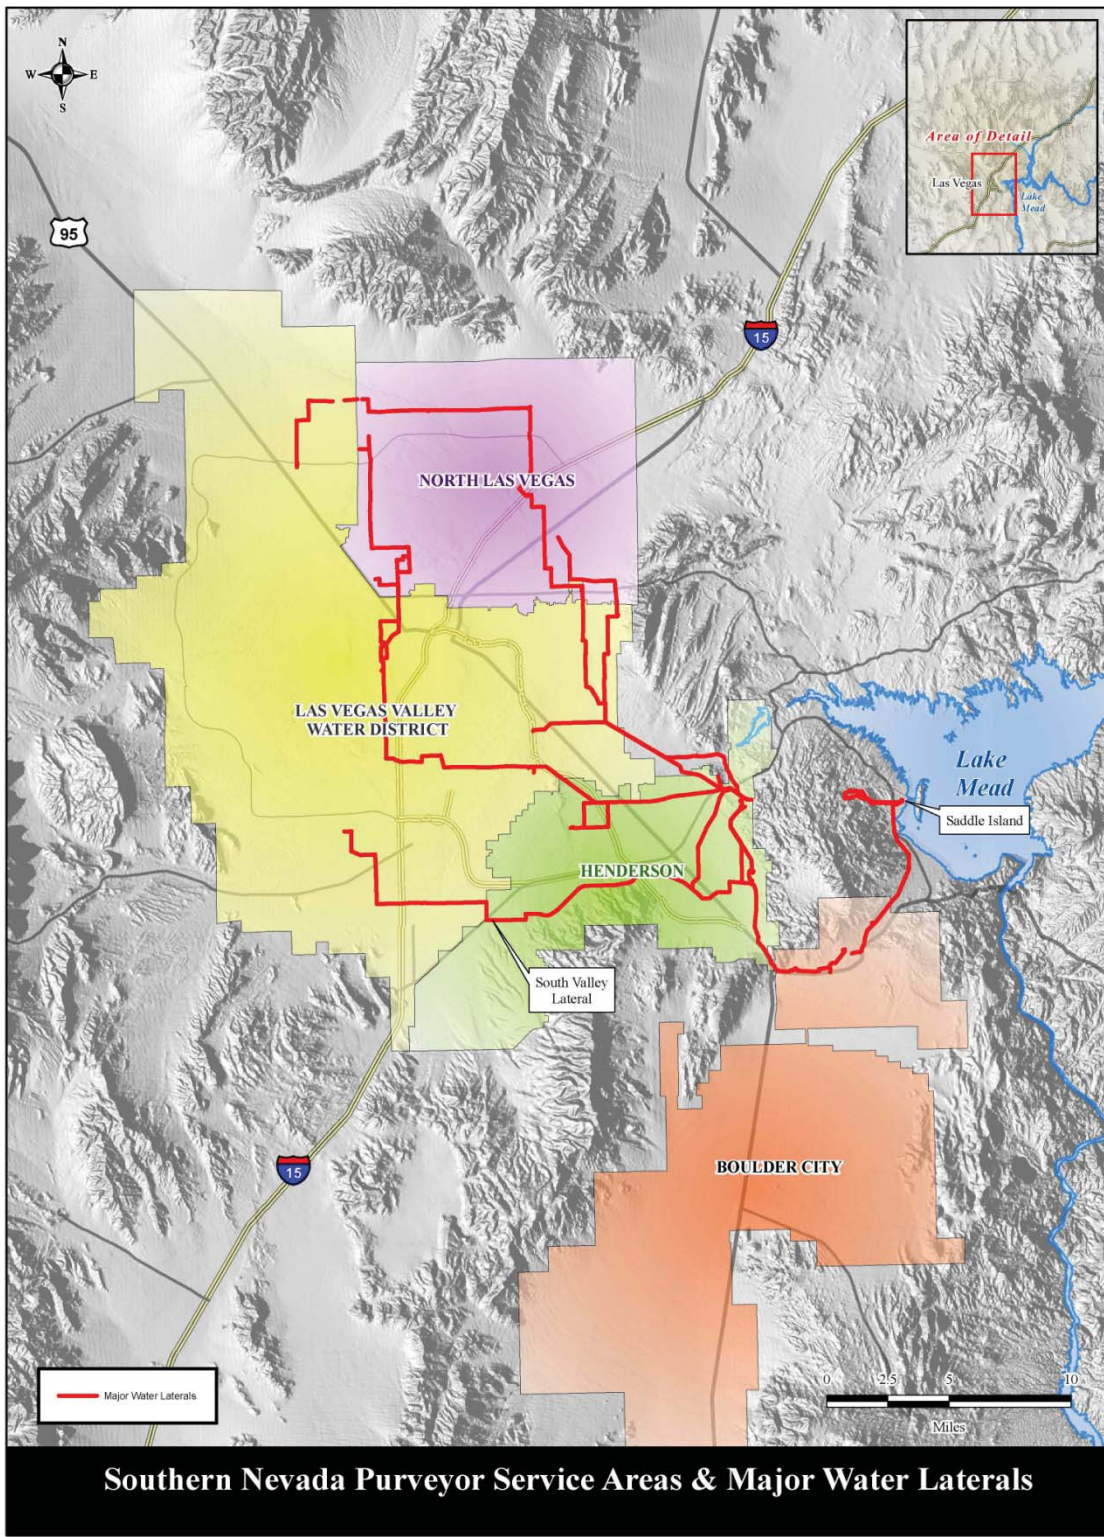 N
W E
S
95
Area of Detail
Las Vegas
Lake
Mead
15
NORTH LAS VEGAS
LAS VEGAS VALLEY
WATER DISTRICT
Lake
Mead
Saddle Island
HENDERSON
South Valley
Lateral
BOULDER CITY
15
Major Water Laterals
0 2.5 5 10
Miles
Southern Nevada Purveyor Service Areas & Major Water Laterals